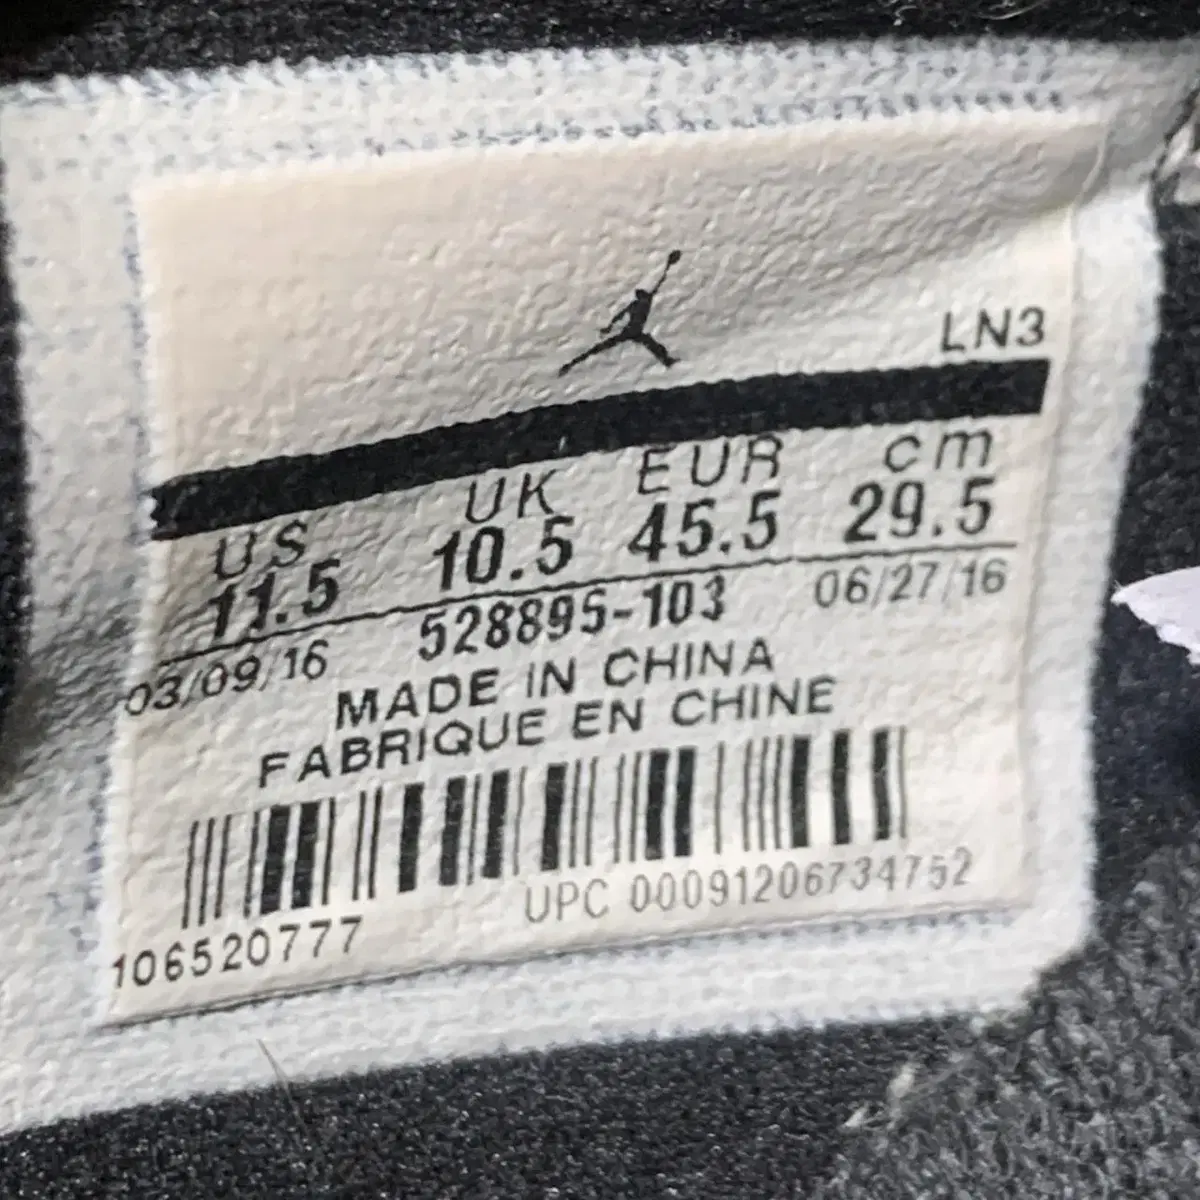 LN3
US UK EUR cm
11.5 10.5 45.5 29.5
03/09/16 528895-103 06/27/16
MADE IN CHINA
FABRIQUE EN CHINE
UPC 00091206734752
106520777